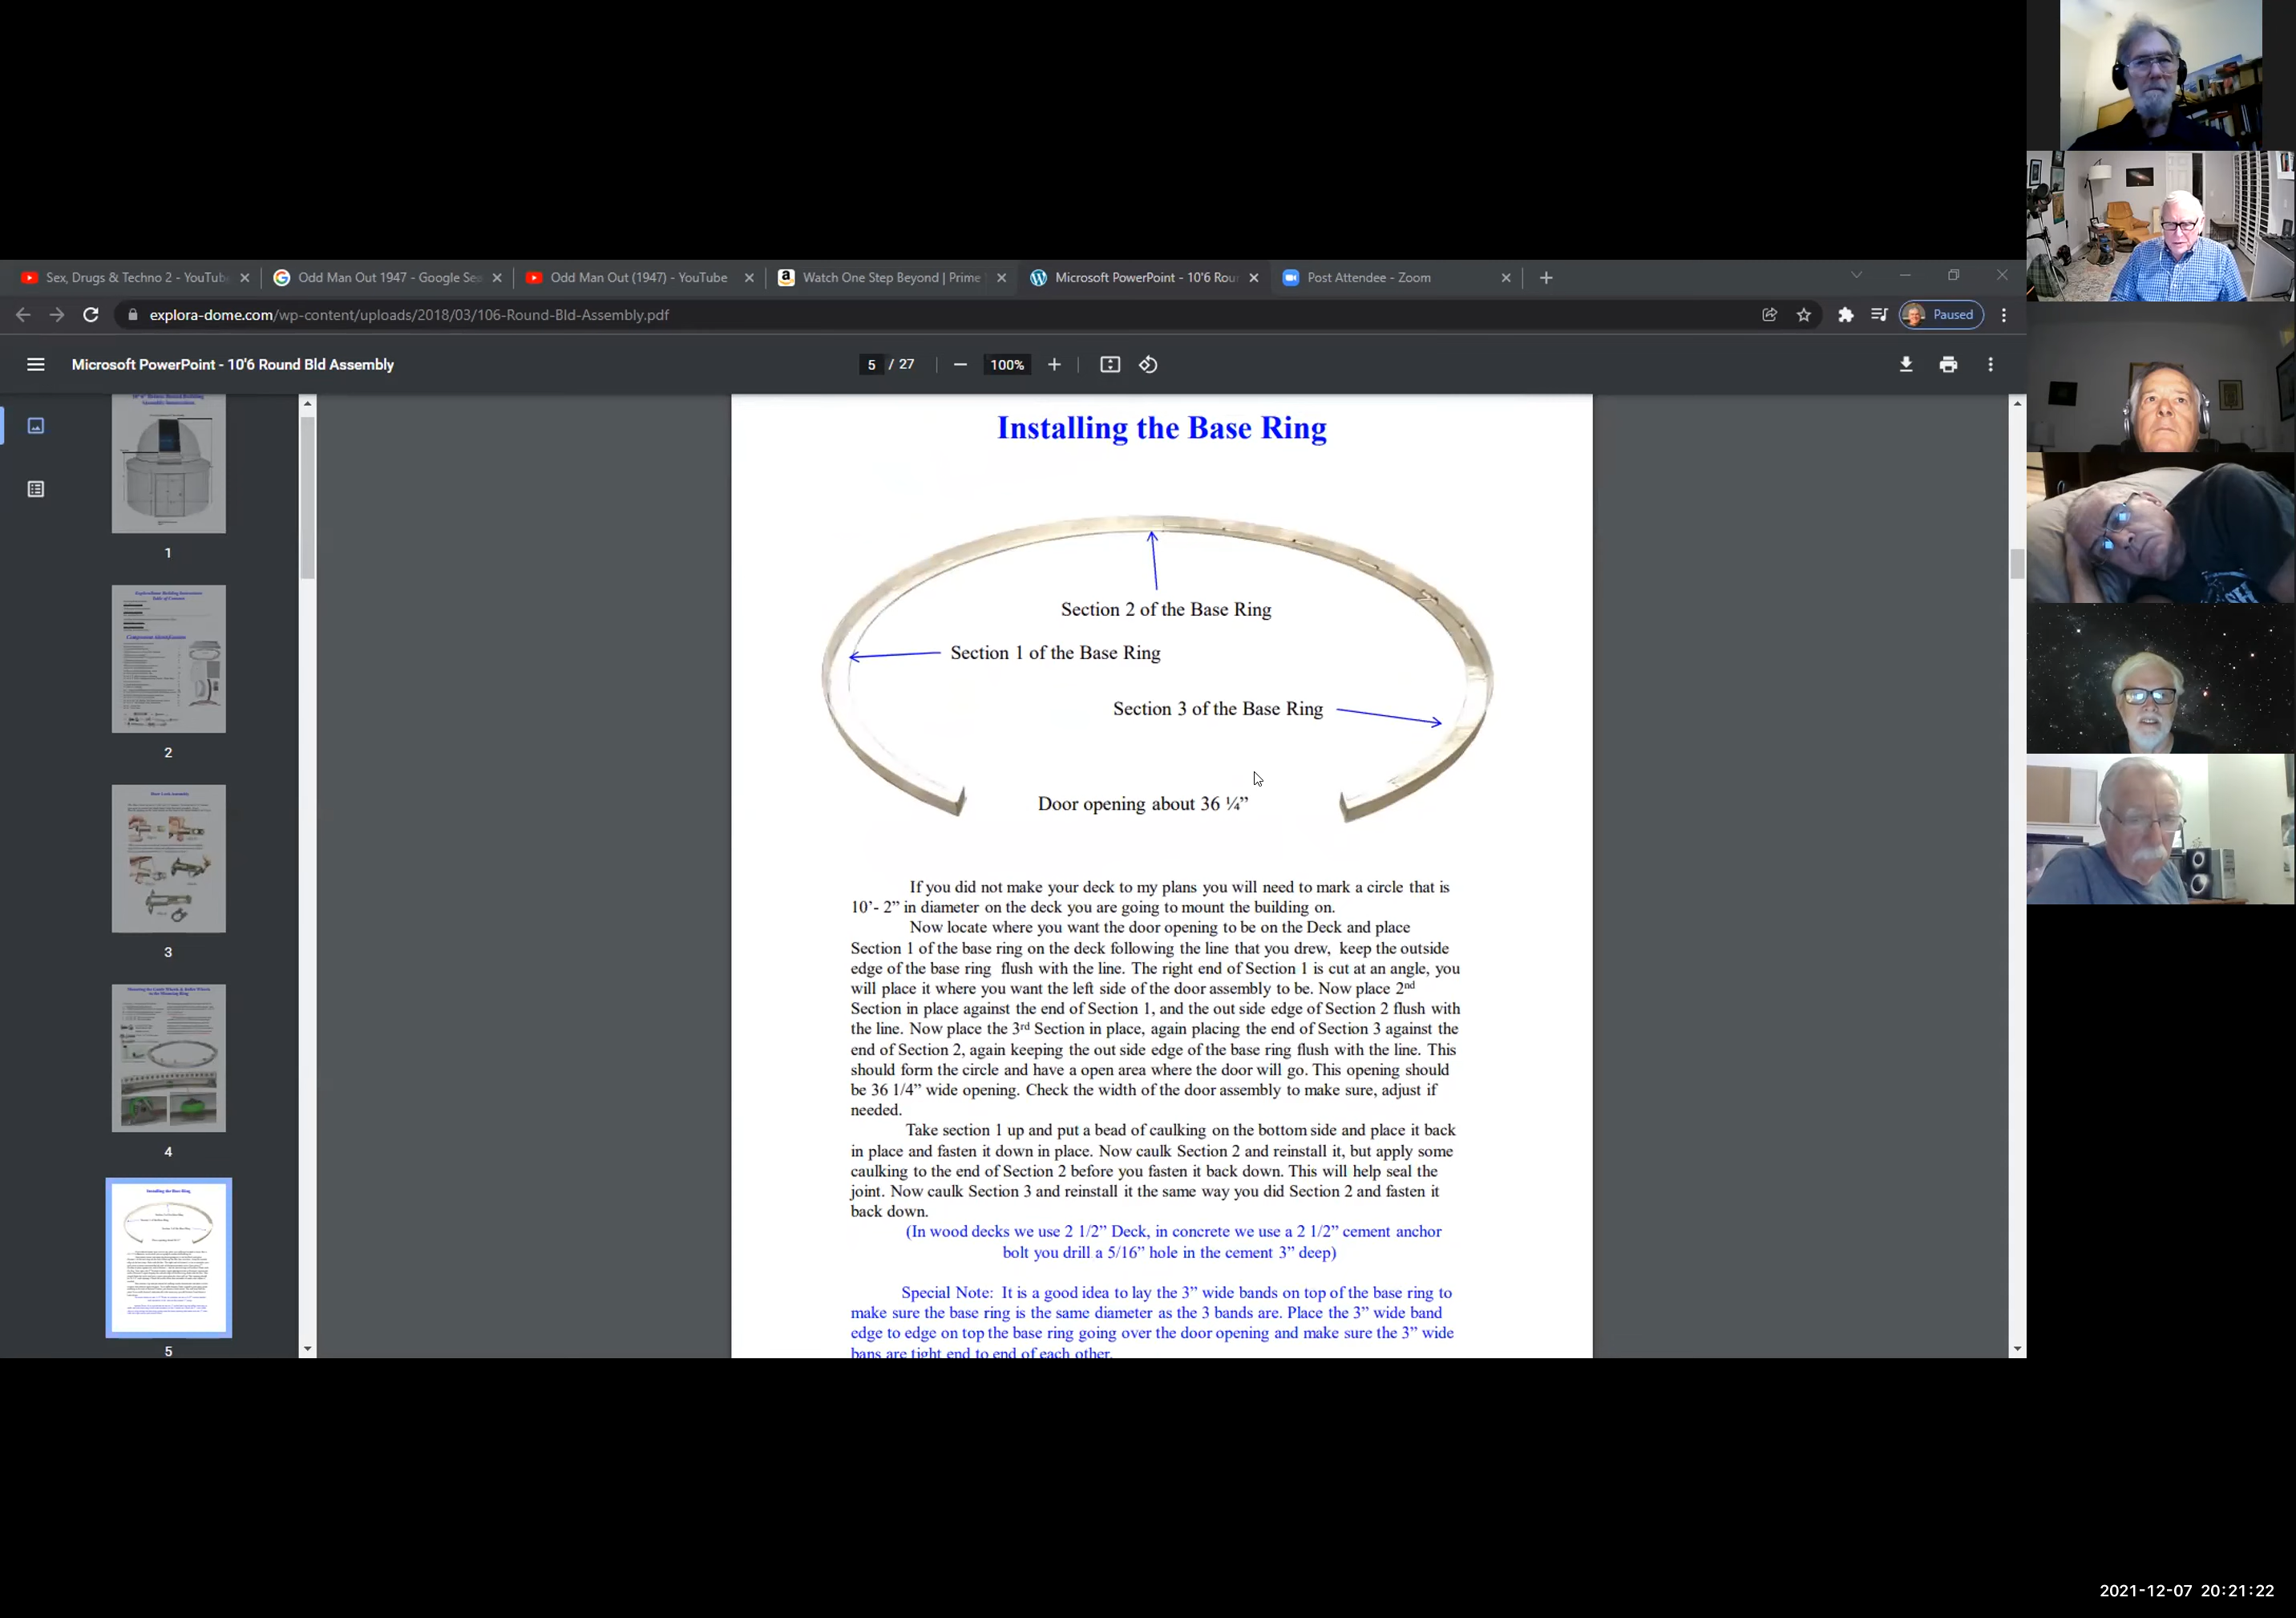 Sex, Drugs & Techno 2 - YouTub
Odd Man Out 1947 - Google Se
Odd Man Out (1947) - YouTube
Watch One Step Beyond | Prime
Microsoft PowerPoint - 10'6 Rou
Post Attendee - Zoom
explora-dome.com/wp-content/uploads/2018/03/106-Round-Bld-Assembly.pdf
Paused
Microsoft PowerPoint - 10'6 Round Bld Assembly
5 / 27
100%
1
2
3
4
5
Installing the Base Ring
Section 2 of the Base Ring
Section 1 of the Base Ring
Section 3 of the Base Ring
Door opening about 36 ¼”
If you did not make your deck to my plans you will need to mark a circle that is
10’- 2” in diameter on the deck you are going to mount the building on.
Now locate where you want the door opening to be on the Deck and place
Section 1 of the base ring on the deck following the line that you drew, keep the outside
edge of the base ring flush with the line. The right end of Section 1 is cut at an angle, you
will place it where you want the left side of the door assembly to be. Now place 2nd
Section in place against the end of Section 1, and the out side edge of Section 2 flush with
the line. Now place the 3rd Section in place, again placing the end of Section 3 against the
end of Section 2, again keeping the out side edge of the base ring flush with the line. This
should form the circle and have a open area where the door will go. This opening should
be 36 1/4” wide opening. Check the width of the door assembly to make sure, adjust if
needed.
Take section 1 up and put a bead of caulking on the bottom side and place it back
in place and fasten it down in place. Now caulk Section 2 and reinstall it, but apply some
caulking to the end of Section 2 before you fasten it back down. This will help seal the
joint. Now caulk Section 3 and reinstall it the same way you did Section 2 and fasten it
back down.
(In wood decks we use 2 1/2” Deck, in concrete we use a 2 1/2” cement anchor
bolt you drill a 5/16” hole in the cement 3” deep)
Special Note: It is a good idea to lay the 3” wide bands on top of the base ring to
make sure the base ring is the same diameter as the 3 bands are. Place the 3” wide band
edge to edge on top the base ring going over the door opening and make sure the 3” wide
bans are tight end to end of each other.
2021-12-07 20:21:22